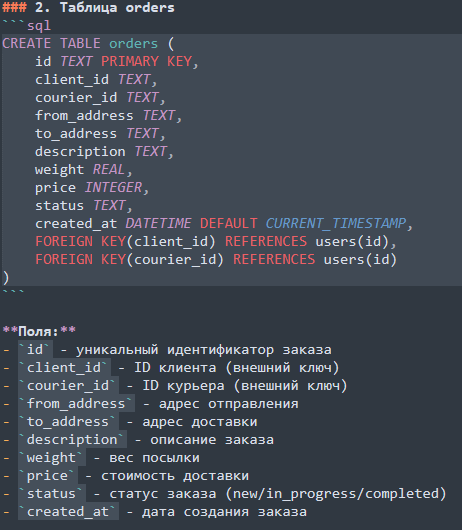 ### 2. Таблица orders
```sql
CREATE TABLE orders (
    id TEXT PRIMARY KEY,
    client_id TEXT,
    courier_id TEXT,
    from_address TEXT,
    to_address TEXT,
    description TEXT,
    weight REAL,
    price INTEGER,
    status TEXT,
    created_at DATETIME DEFAULT CURRENT_TIMESTAMP,
    FOREIGN KEY(client_id) REFERENCES users(id),
    FOREIGN KEY(courier_id) REFERENCES users(id)
)
```

**Поля:**
- `id` - уникальный идентификатор заказа
- `client_id` - ID клиента (внешний ключ)
- `courier_id` - ID курьера (внешний ключ)
- `from_address` - адрес отправления
- `to_address` - адрес доставки
- `description` - описание заказа
- `weight` - вес посылки
- `price` - стоимость доставки
- `status` - статус заказа (new/in_progress/completed)
- `created_at` - дата создания заказа